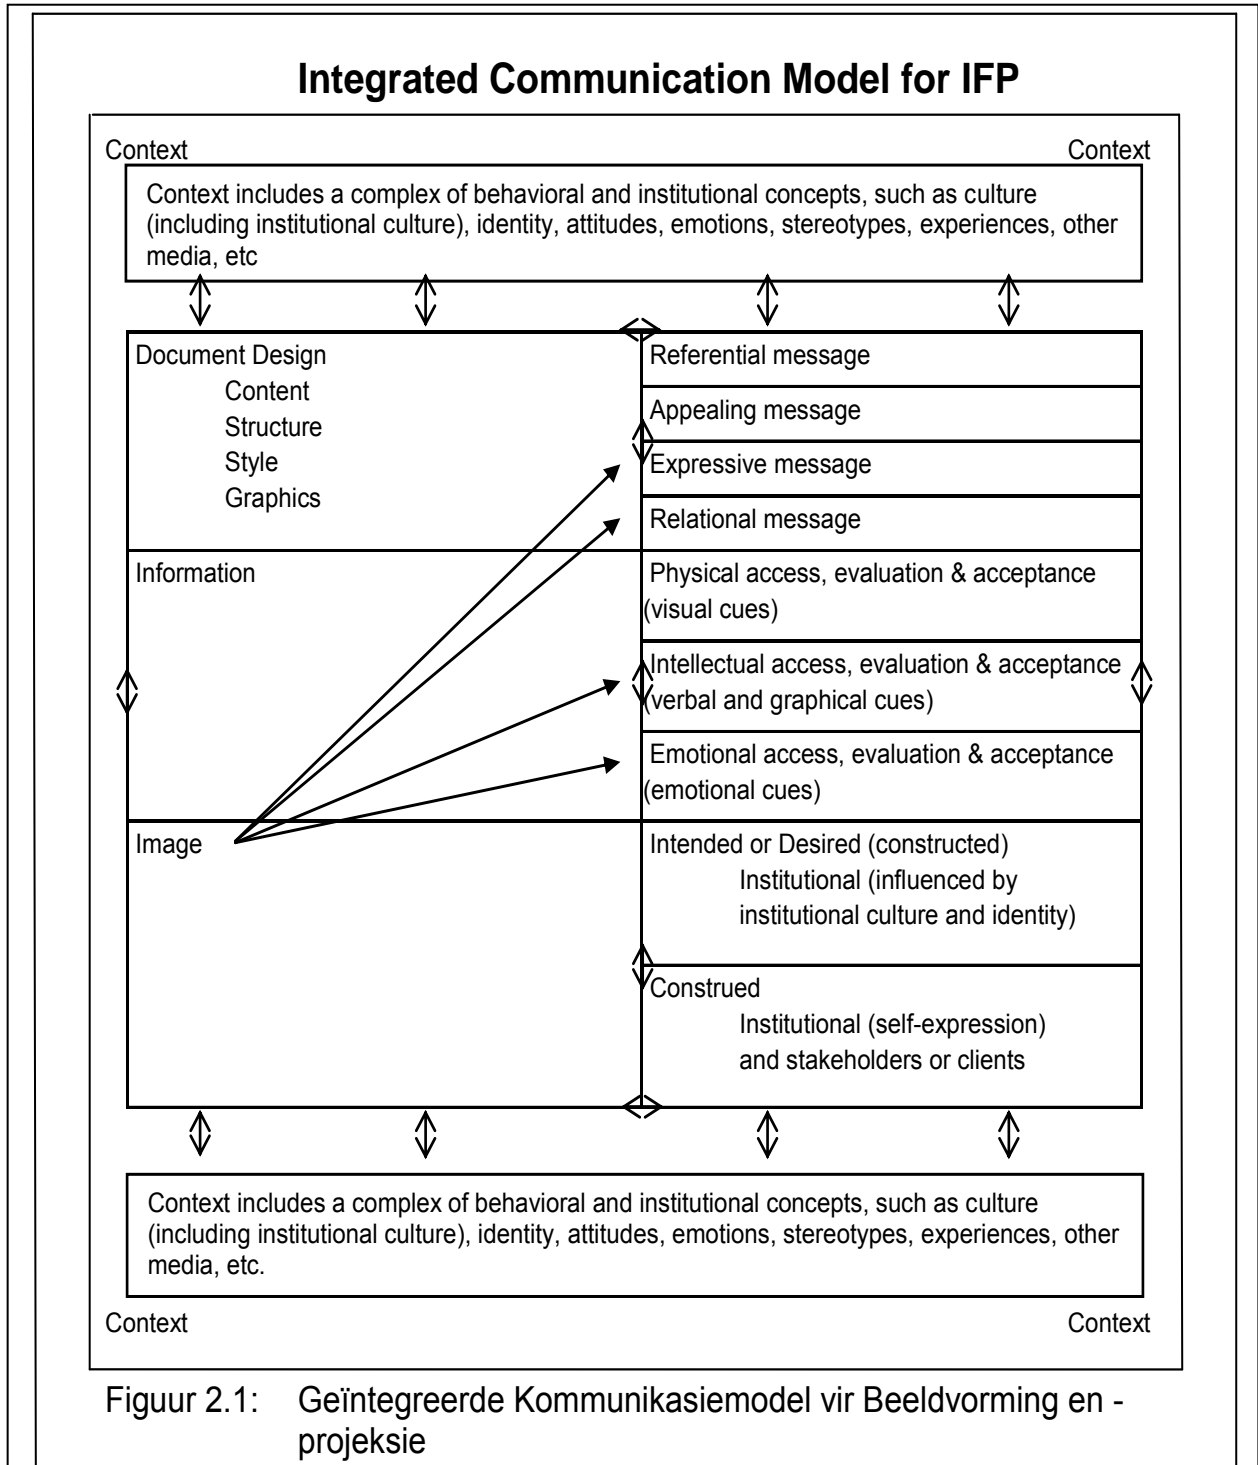 Integrated Communication Model for IFP
Context Context
Context includes a complex of behavioral and institutional concepts, such as culture
(including institutional culture), identity, attitudes, emotions, stereotypes, experiences, other
media, etc
Document Design
Content
Structure
Style
Graphics
Referential message
Appealing message
Expressive message
Relational message
Information
Physical access, evaluation & acceptance
(visual cues)
Intellectual access, evaluation & acceptance
(verbal and graphical cues)
Emotional access, evaluation & acceptance
(emotional cues)
Image
Intended or Desired (constructed)
Institutional (influenced by
institutional culture and identity)
Construed
Institutional (self-expression)
and stakeholders or clients
Context includes a complex of behavioral and institutional concepts, such as culture
(including institutional culture), identity, attitudes, emotions, stereotypes, experiences, other
media, etc.
Context Context
Figuur 2.1: Geïntegreerde Kommunikasiemodel vir Beeldvorming en -
projeksie